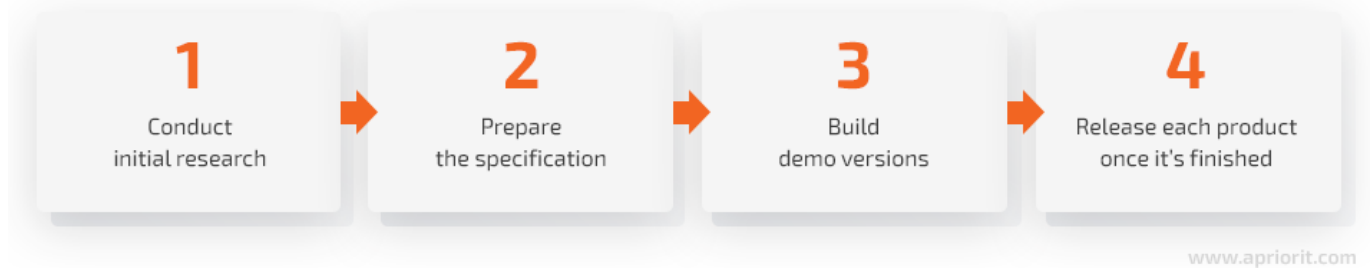 1
Conduct
initial research
2
Prepare
the specification
3
Build
demo versions
4
Release each product
once it's finished
www.apriorit.com